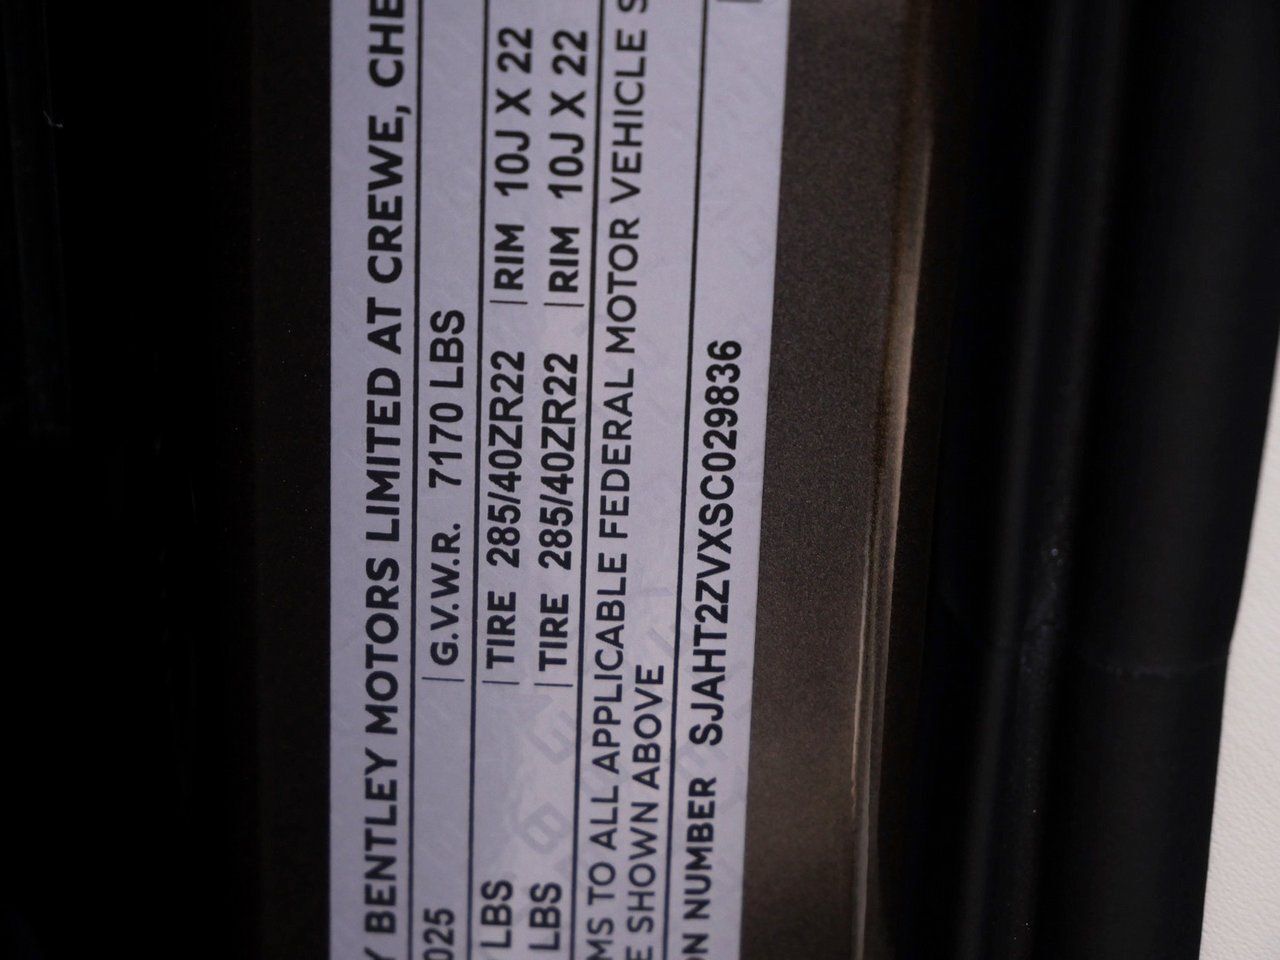 BENTLEY MOTORS LIMITED AT CREWE, CHE
025 | G.V.W.R. 7170 LBS
LBS | TIRE 285/40ZR22 | RIM 10J X 22
LBS | TIRE 285/40ZR22 | RIM 10J X 22
MS TO ALL APPLICABLE FEDERAL MOTOR VEHICLE S
E SHOWN ABOVE
ON NUMBER SJAHT2ZVXSC029836